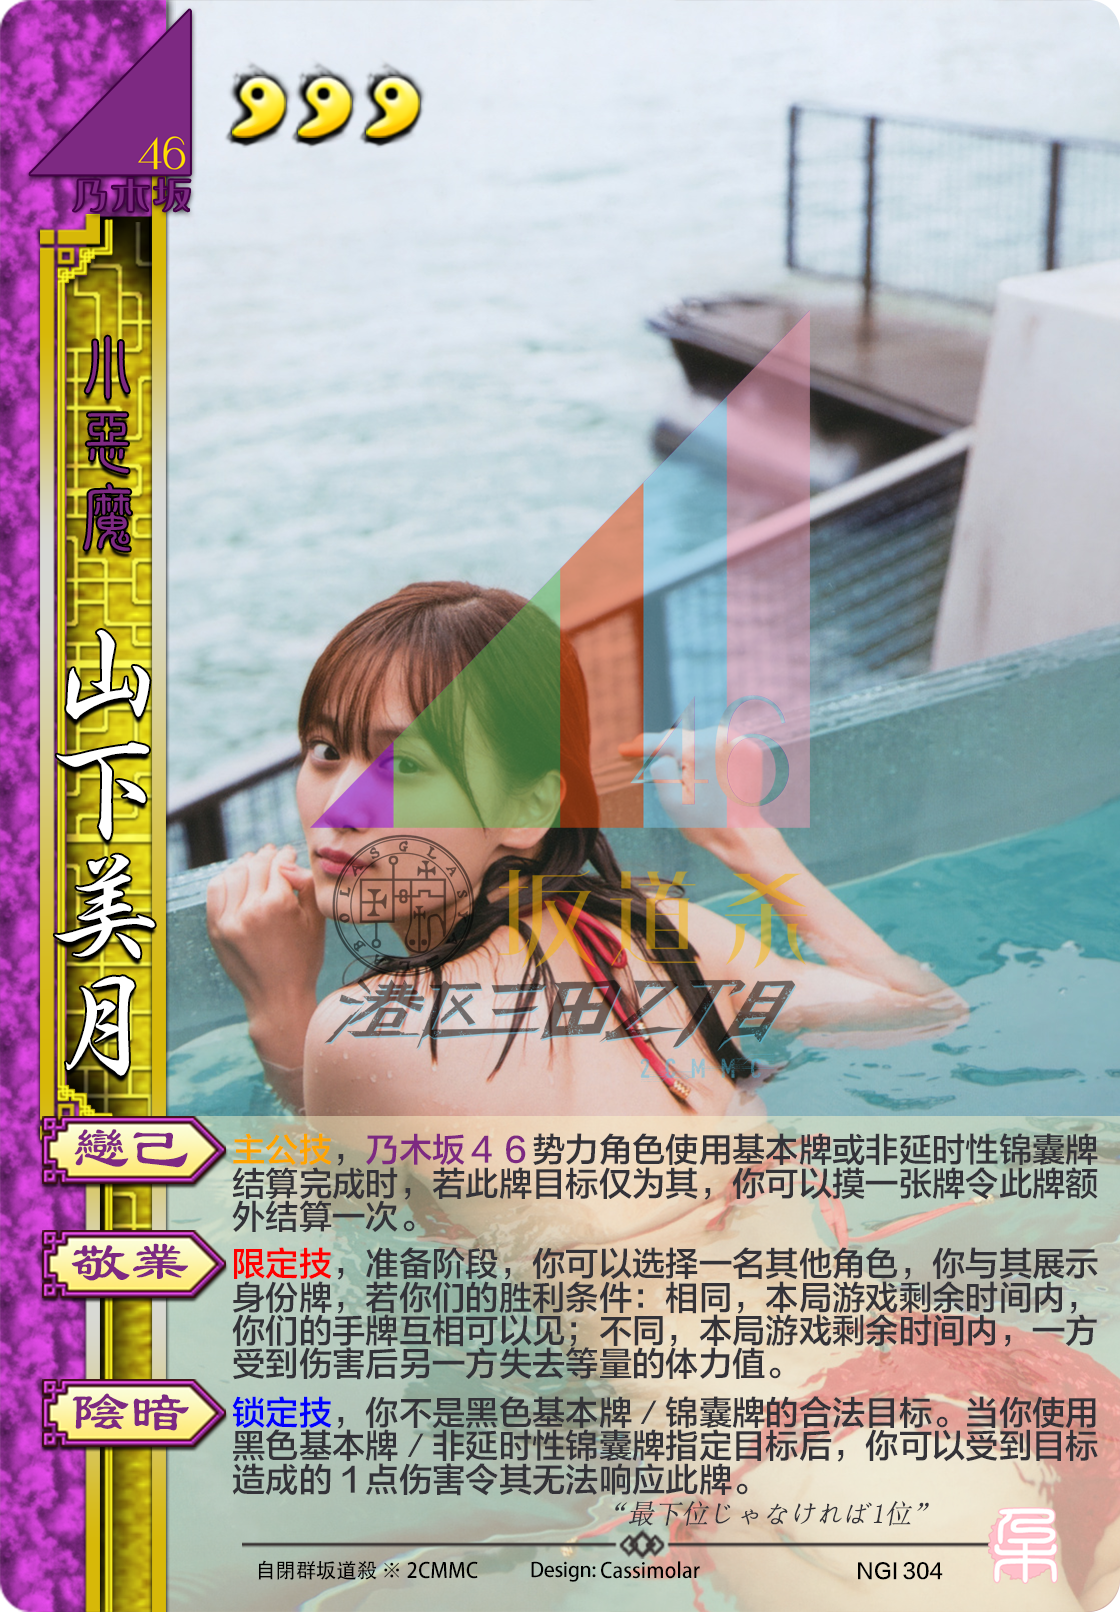 46
乃木坂
小惡魔
山下美月
46
BOLAS GLAS
坂道杀
港区三田2丁目
2CMMC
戀己
主公技，乃木坂４６势力角色使用基本牌或非延时性锦囊牌
结算完成时，若此牌目标仅为其，你可以摸一张牌令此牌额
外结算一次。
敬業
限定技，准备阶段，你可以选择一名其他角色，你与其展示
身份牌，若你们的胜利条件：相同，本局游戏剩余时间内，
你们的手牌互相可以见；不同，本局游戏剩余时间内，一方
受到伤害后另一方失去等量的体力值。
陰暗
锁定技，你不是黑色基本牌／锦囊牌的合法目标。当你使用
黑色基本牌／非延时性锦囊牌指定目标后，你可以受到目标
造成的１点伤害令其无法响应此牌。
“最下位じゃなければ1位”
自閉群坂道殺 ※ 2CMMC Design: Cassimolar NGI 304